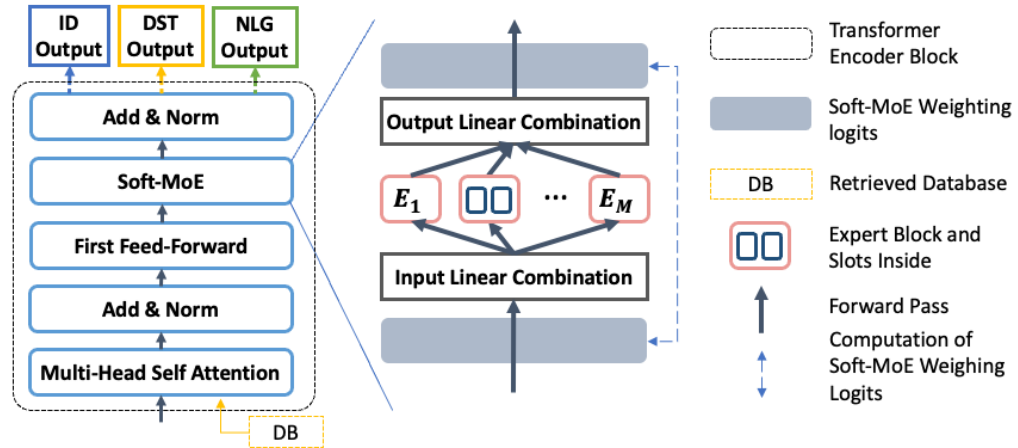 ID
Output
DST
Output
NLG
Output
Add & Norm
Soft-MoE
First Feed-Forward
Add & Norm
Multi-Head Self Attention
DB
Output Linear Combination
E1
...
EM
Input Linear Combination
Transformer
Encoder Block
Soft-MoE Weighting
logits
DB
Retrieved Database
Expert Block and
Slots Inside
Forward Pass
Computation of
Soft-MoE Weighing
Logits